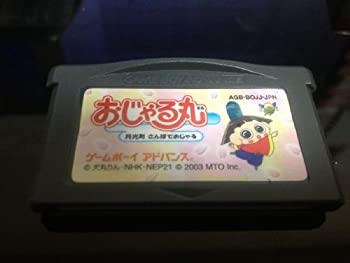 AGB-BOJJ-JPN
おじゃる丸
月光町 さんぽでおじゃる
ゲームボーイ アドバンス
© 犬丸りん・NHK・NEP21 © 2003 MTO Inc.